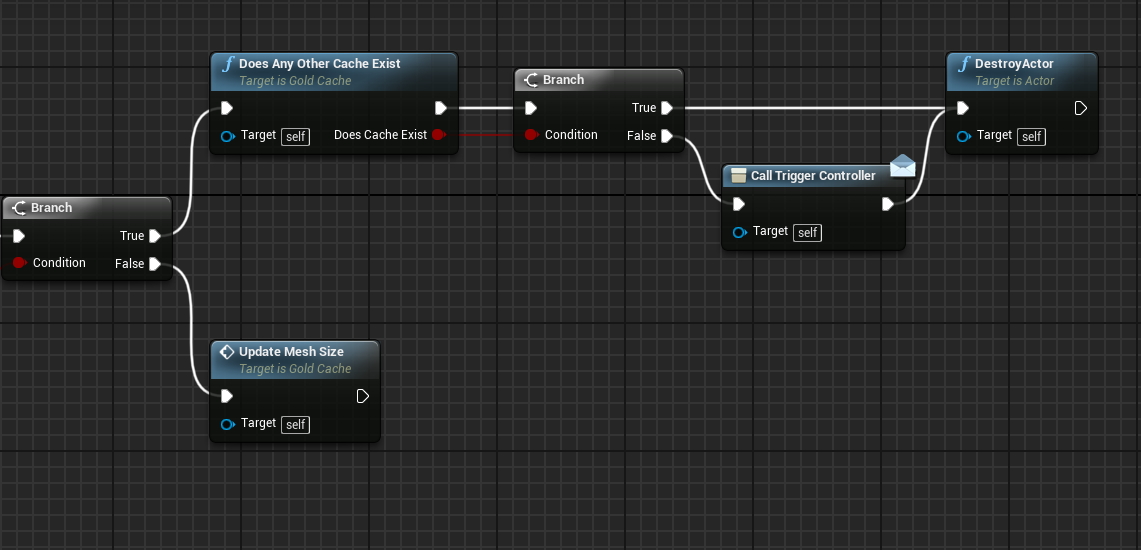 Does Any Other Cache Exist
Target is Gold Cache
Target self
Does Cache Exist
Branch
Condition
True
False
DestroyActor
Target is Actor
Target self
Call Trigger Controller
Target self
Branch
Condition
True
False
Update Mesh Size
Target is Gold Cache
Target self